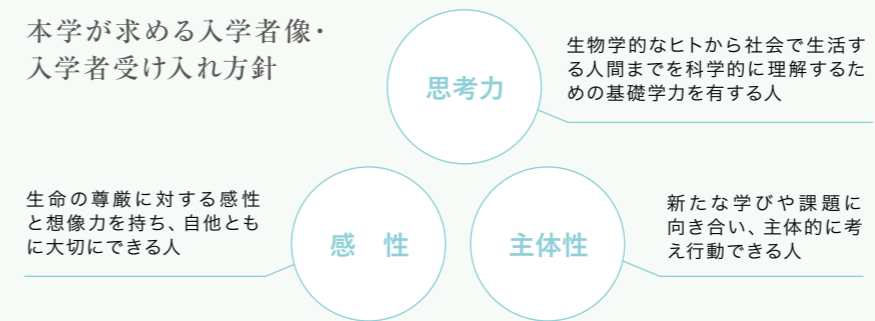 本学が求める入学者像・
入学者受け入れ方針
思考力
生物学的なヒトから社会で生活す
る人間までを科学的に理解するた
めの基礎学力を有する人
感　性
生命の尊厳に対する感性
と想像力を持ち、自他とも
に大切にできる人
主体性
新たな学びや課題に
向き合い、主体的に考
え行動できる人